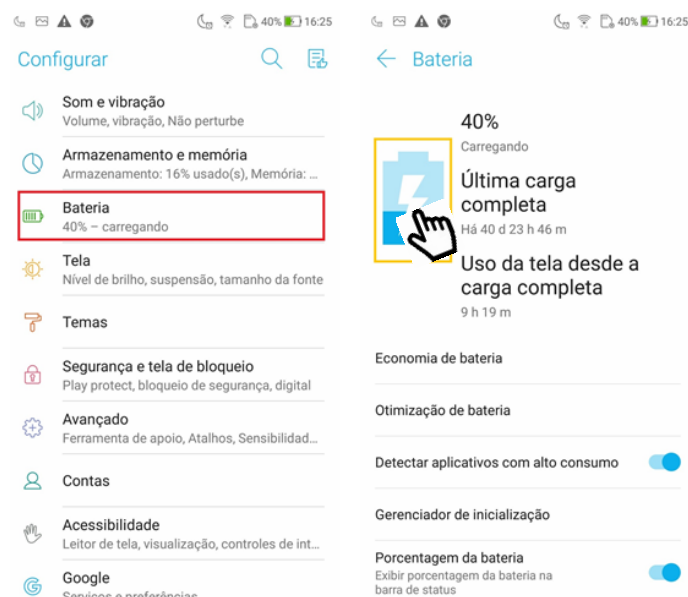 40% 16:25
Configurar
Som e vibração
Volume, vibração, Não perturbe
Armazenamento e memória
Armazenamento: 16% usado(s), Memória: ...
Bateria
40% – carregando
Tela
Nível de brilho, suspensão, tamanho da fonte
Temas
Segurança e tela de bloqueio
Play protect, bloqueio de segurança, digital
Avançado
Ferramenta de apoio, Atalhos, Sensibilidad...
Contas
Acessibilidade
Leitor de tela, visualização, controles de int...
Google
Serviços e preferências
40% 16:25
Bateria
40%
Carregando
Última carga
completa
Há 40 d 23 h 46 m
Uso da tela desde a
carga completa
9 h 19 m
Economia de bateria
Otimização de bateria
Detectar aplicativos com alto consumo
Gerenciador de inicialização
Porcentagem da bateria
Exibir porcentagem da bateria na
barra de status